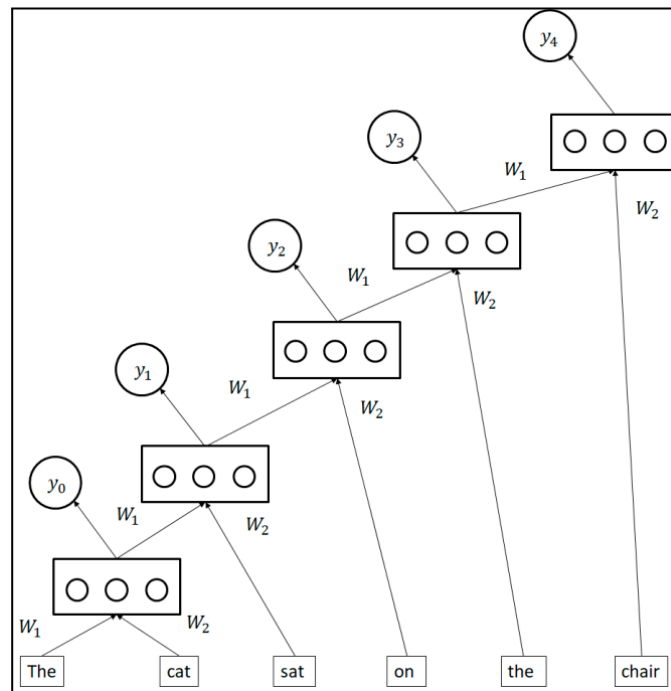 y₄
y₃
W₁
W₂
y₂
W₁
W₂
y₁
W₁
W₂
y₀
W₁
W₂
W₁
W₂
The cat sat on the chair